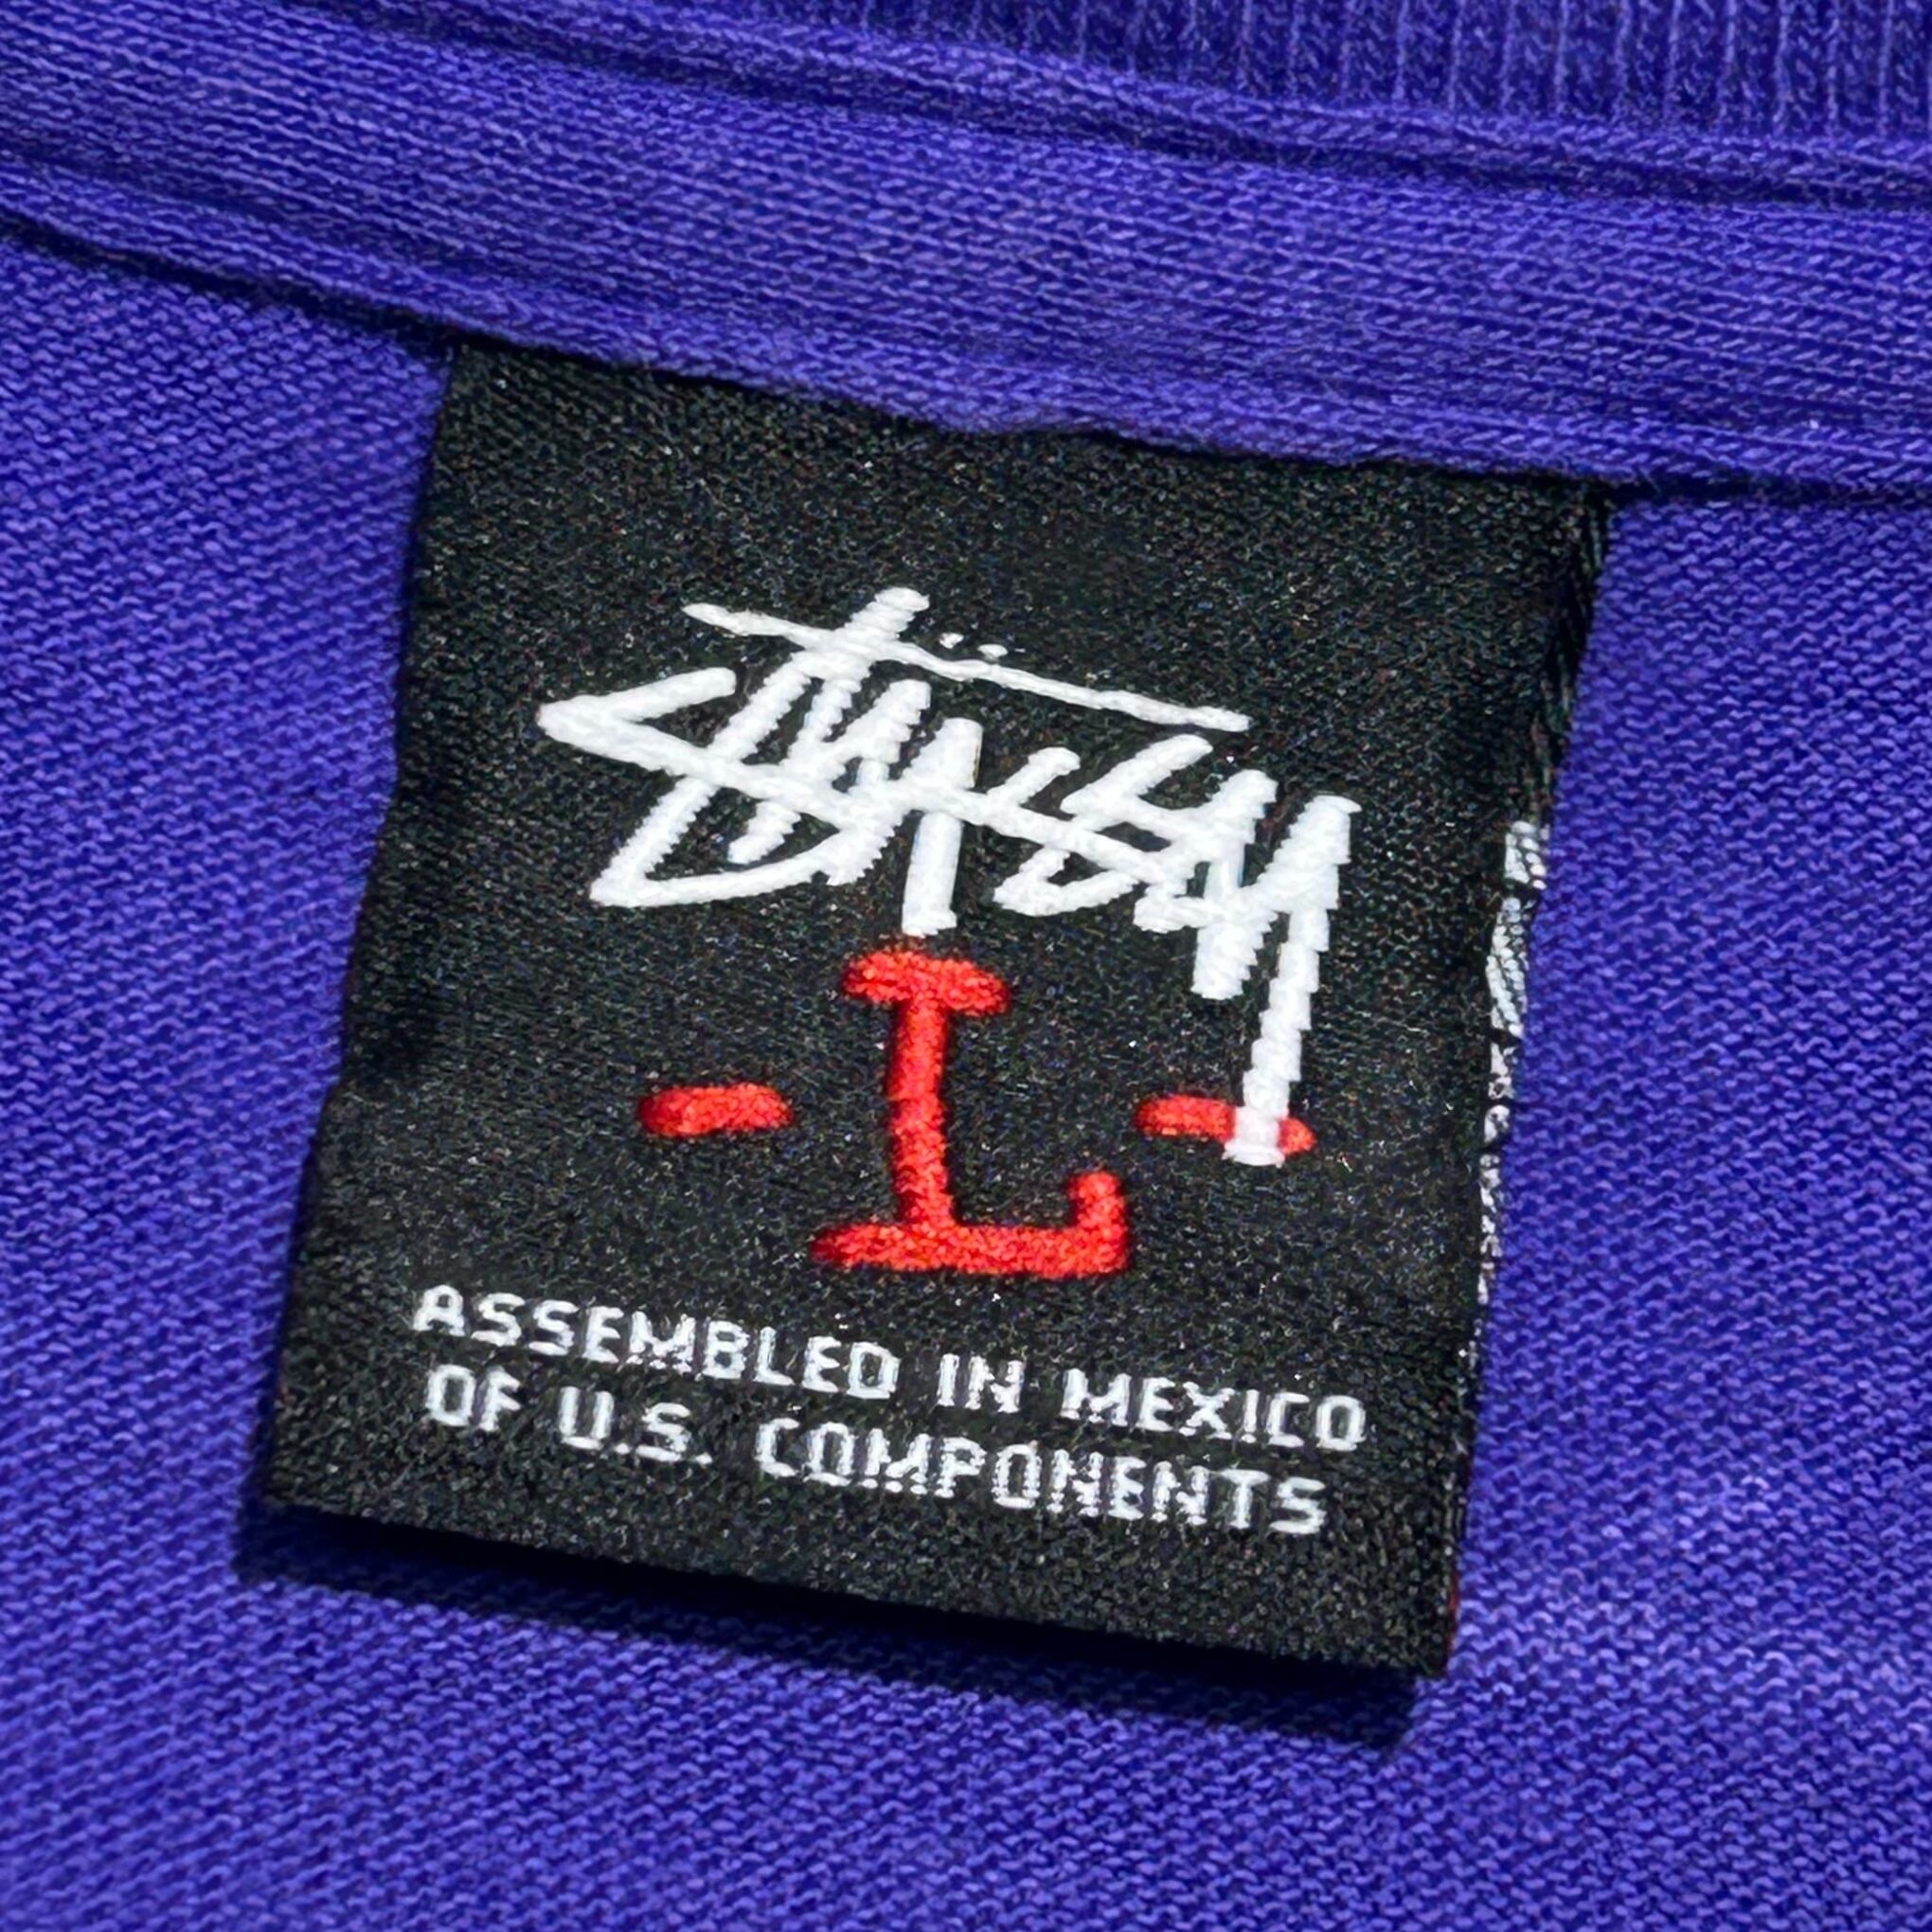 Stüssy
- L -
ASSEMBLED IN MEXICO
OF U.S. COMPONENTS